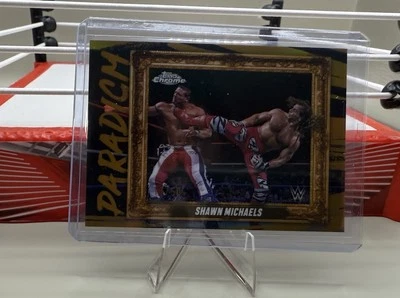 PARADIGM
Topps
Chrome
SHAWN MICHAELS
W